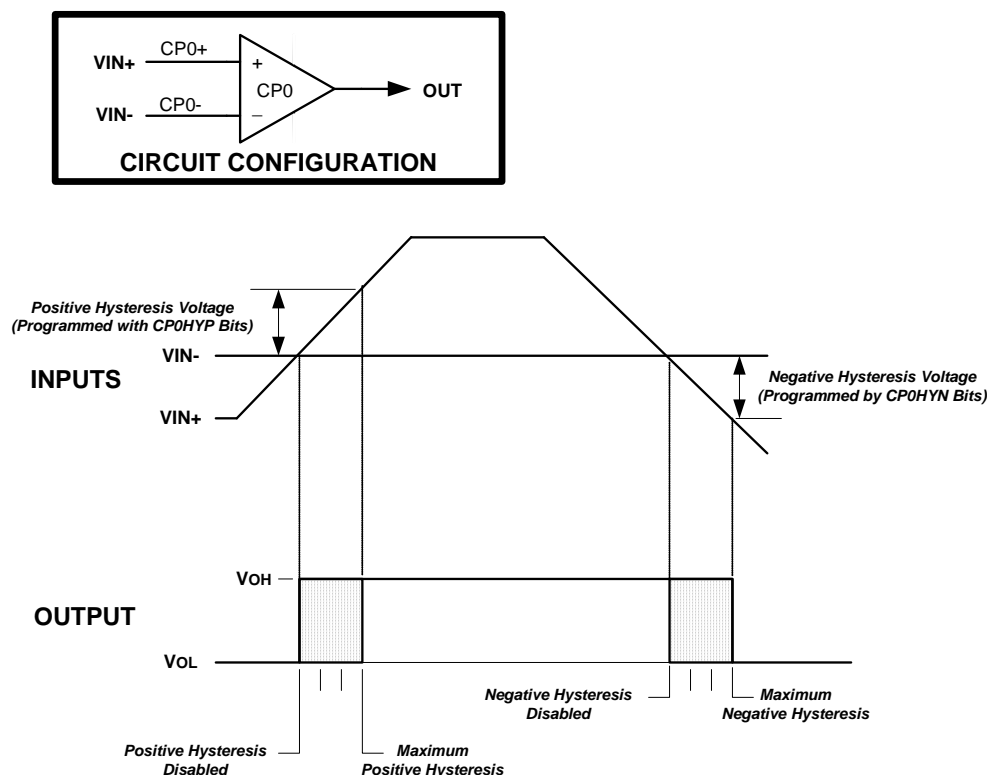 VIN+
CP0+
+
CP0
OUT
VIN-
CP0-
_
CIRCUIT CONFIGURATION
Positive Hysteresis Voltage
(Programmed with CP0HYP Bits)
VIN-
INPUTS
VIN+
Negative Hysteresis Voltage
(Programmed by CP0HYN Bits)
VOH
OUTPUT
VOL
Negative Hysteresis
Disabled
Maximum
Negative Hysteresis
Positive Hysteresis
Disabled
Maximum
Positive Hysteresis